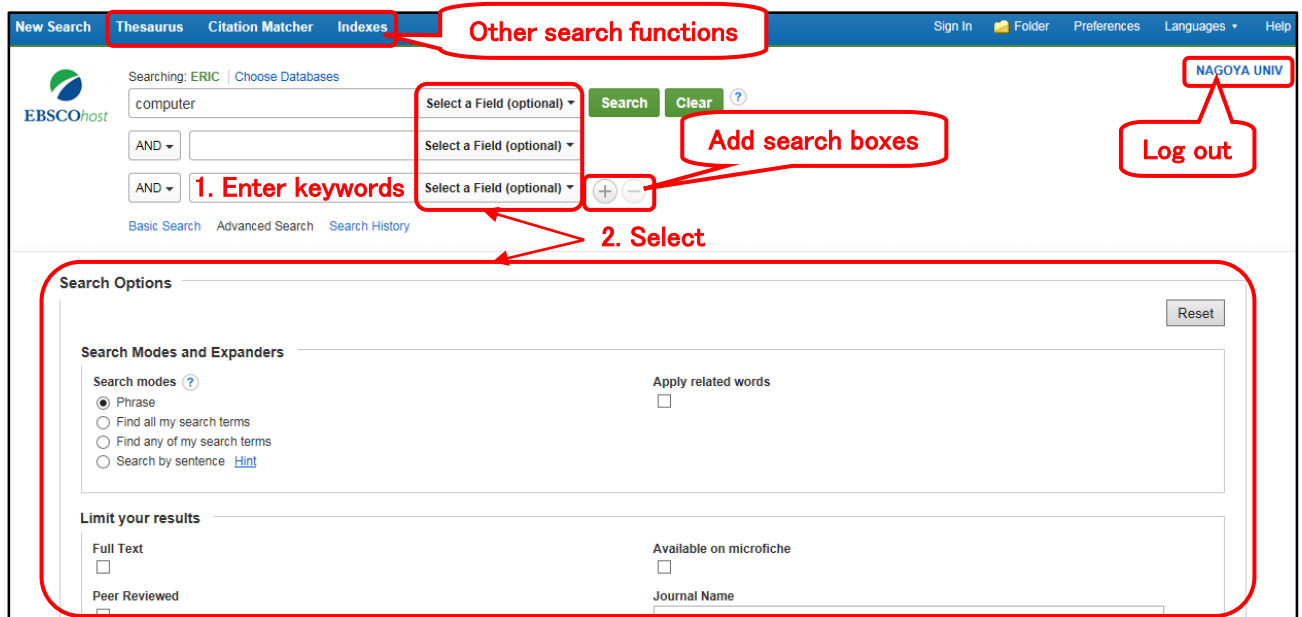 New Search Thesaurus Citation Matcher Indexes Other search functions Sign In Folder Preferences Languages Help
NAGOYA UNIV
Searching: ERIC | Choose Databases
EBSCOhost
computer Select a Field (optional) Search Clear ?
AND Select a Field (optional) Add search boxes Log out
AND 1. Enter keywords Select a Field (optional) + −
Basic Search Advanced Search Search History
2. Select
Search Options
Reset
Search Modes and Expanders
Search modes ? Apply related words
Phrase
Find all my search terms
Find any of my search terms
Search by sentence Hint
Limit your results
Full Text Available on microfiche
Peer Reviewed Journal Name